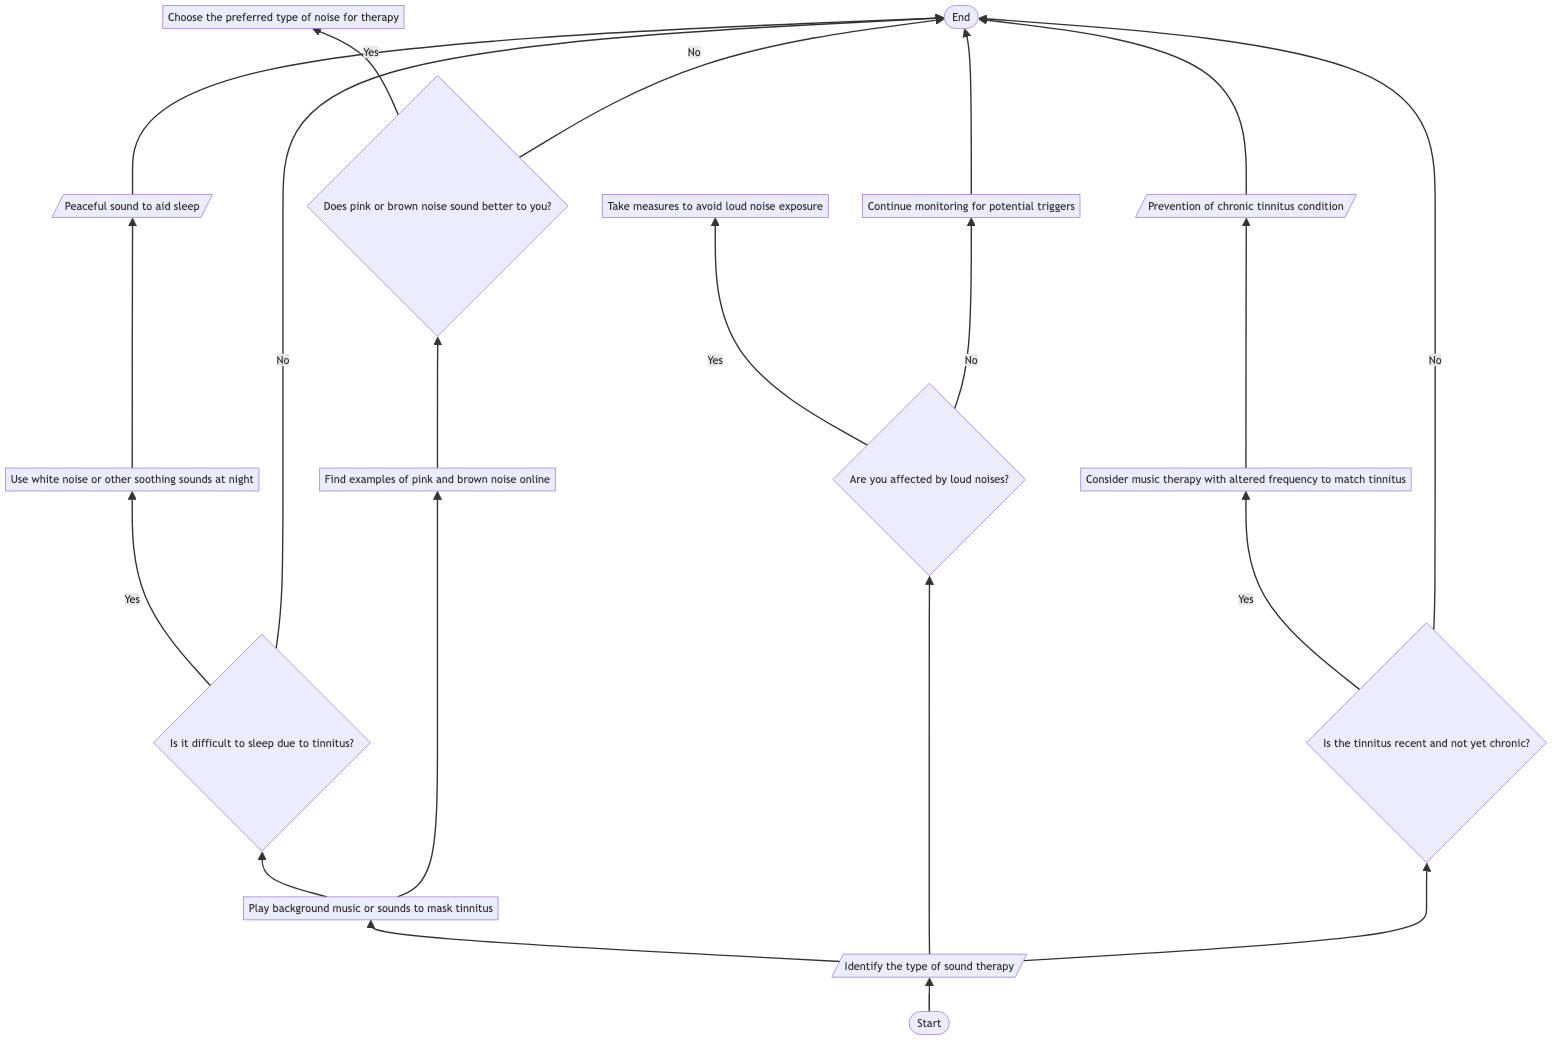 Choose the preferred type of noise for therapy
End
Yes
No
Peaceful sound to aid sleep
Does pink or brown noise sound better to you?
Take measures to avoid loud noise exposure
Continue monitoring for potential triggers
Prevention of chronic tinnitus condition
No
Yes
No
No
Use white noise or other soothing sounds at night
Find examples of pink and brown noise online
Are you affected by loud noises?
Consider music therapy with altered frequency to match tinnitus
Yes
Yes
Is it difficult to sleep due to tinnitus?
Is the tinnitus recent and not yet chronic?
Play background music or sounds to mask tinnitus
Identify the type of sound therapy
Start